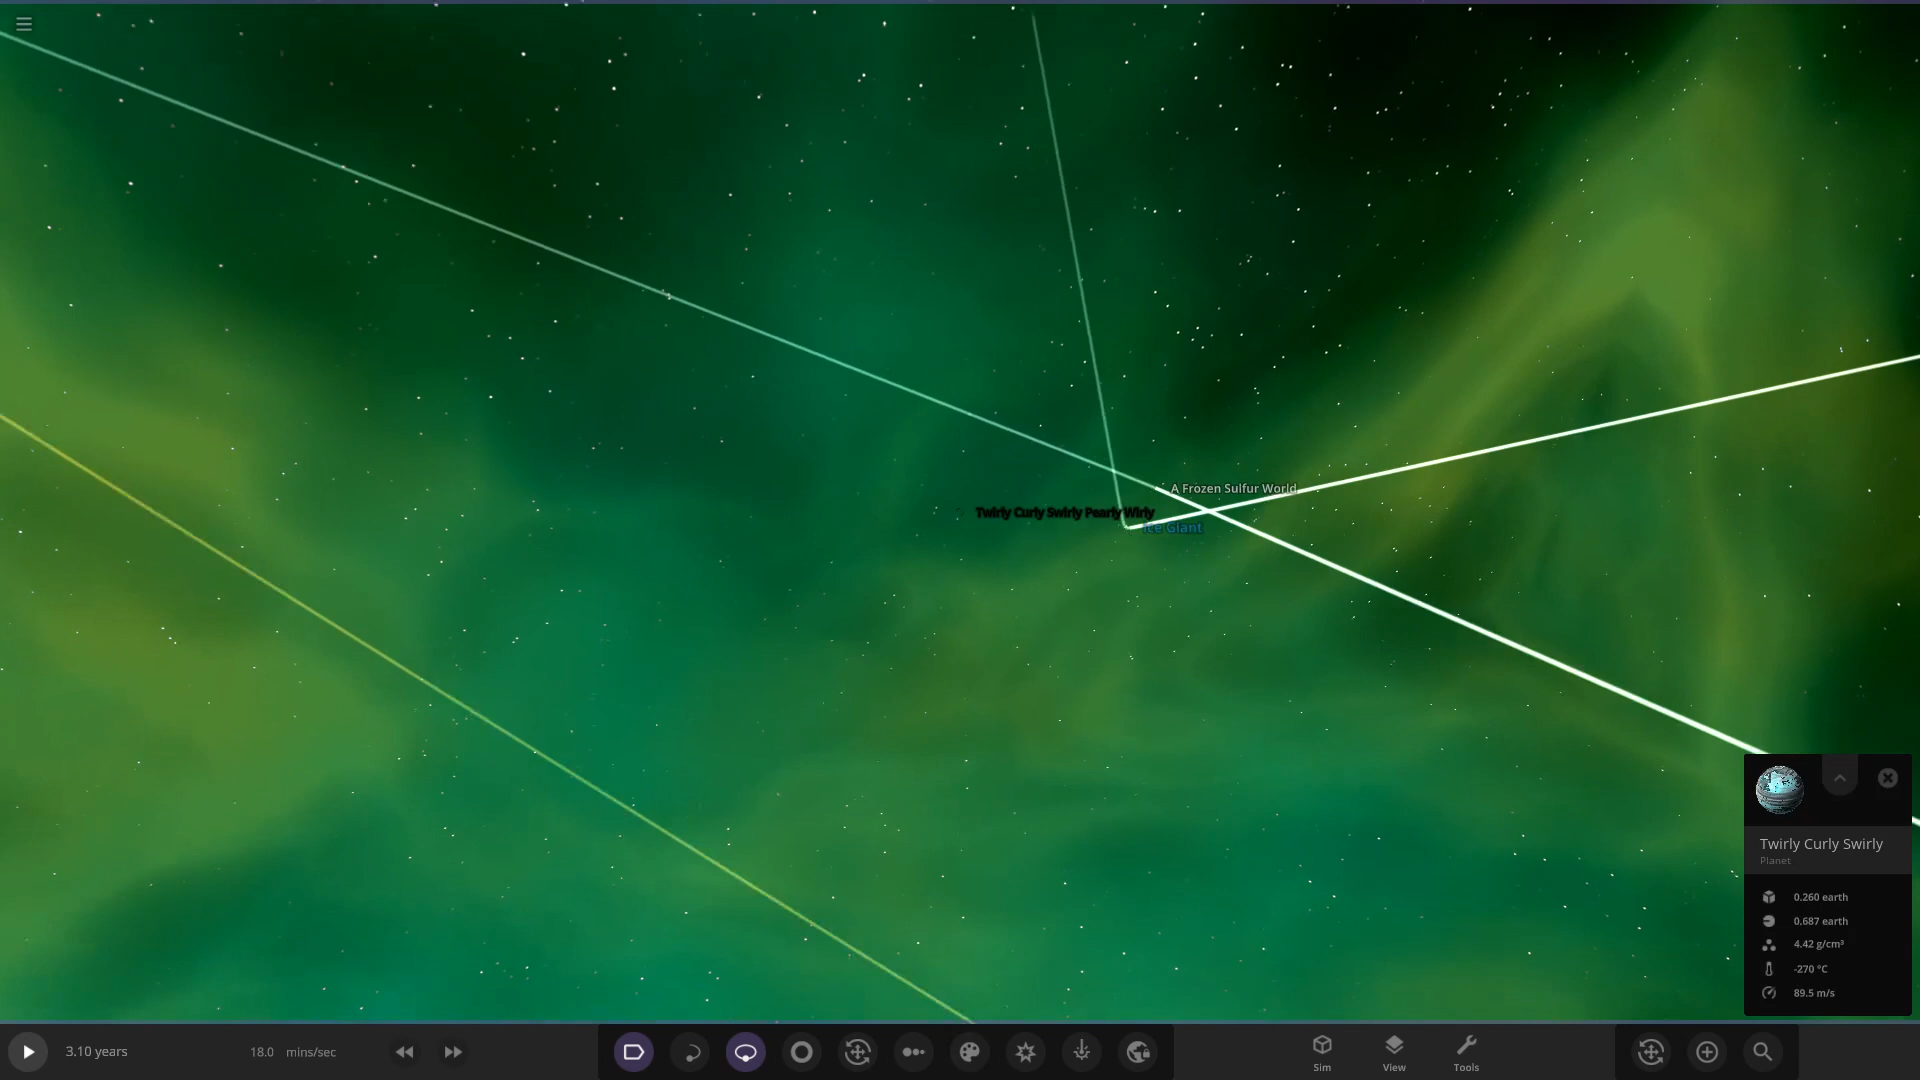 A Frozen Sulfur World
Twirly Curly Swirly Pearly Wirly
Ice Giant
Twirly Curly Swirly
Planet
0.260 earth
0.687 earth
4.42 g/cm³
-270 °C
89.5 m/s
3.10 years
18.0 mins/sec
Sim
View
Tools